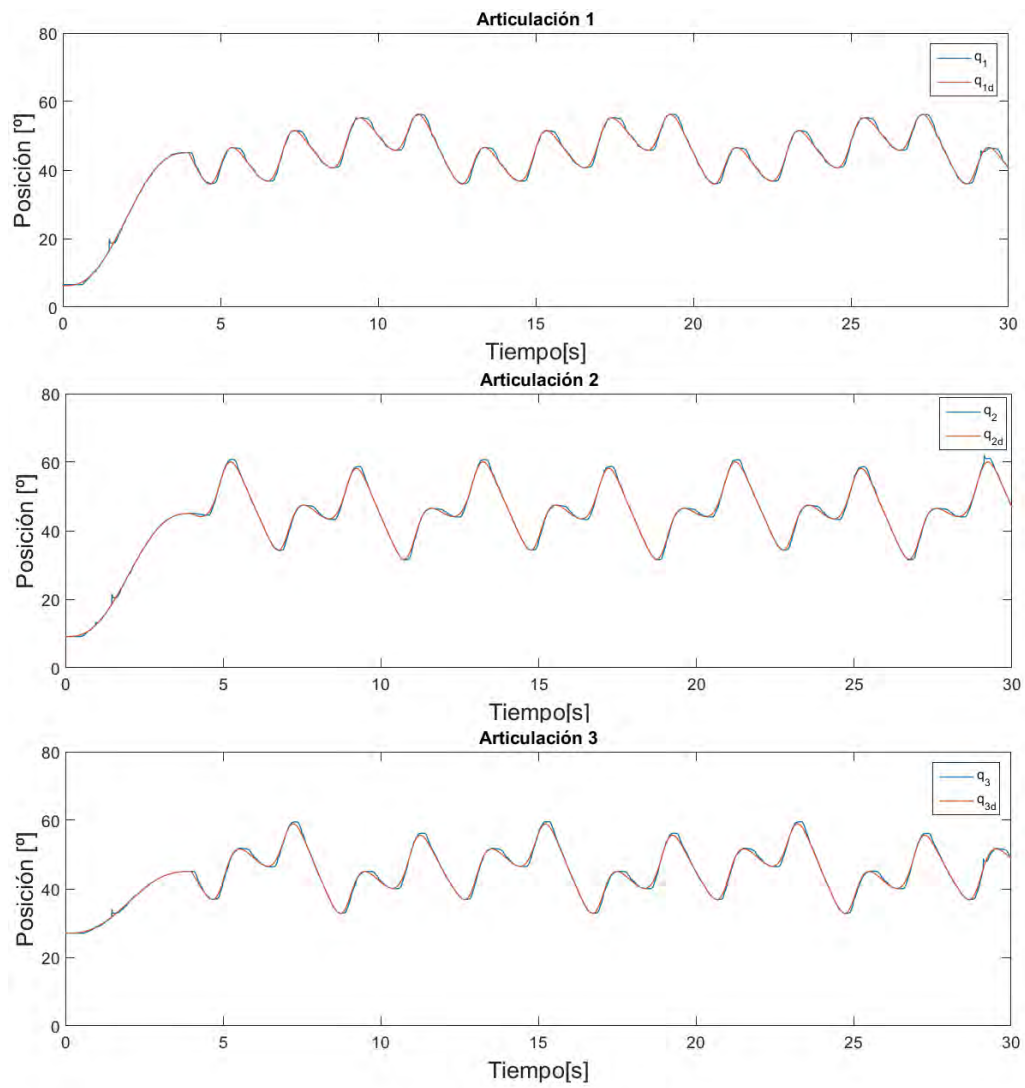 Articulación 1
80
60
40
20
0
Posición [º]
q1
q1d
0 5 10 15 20 25 30
Tiempo[s]
Articulación 2
80
60
40
20
0
Posición [º]
q2
q2d
0 5 10 15 20 25 30
Tiempo[s]
Articulación 3
80
60
40
20
0
Posición [º]
q3
q3d
0 5 10 15 20 25 30
Tiempo[s]